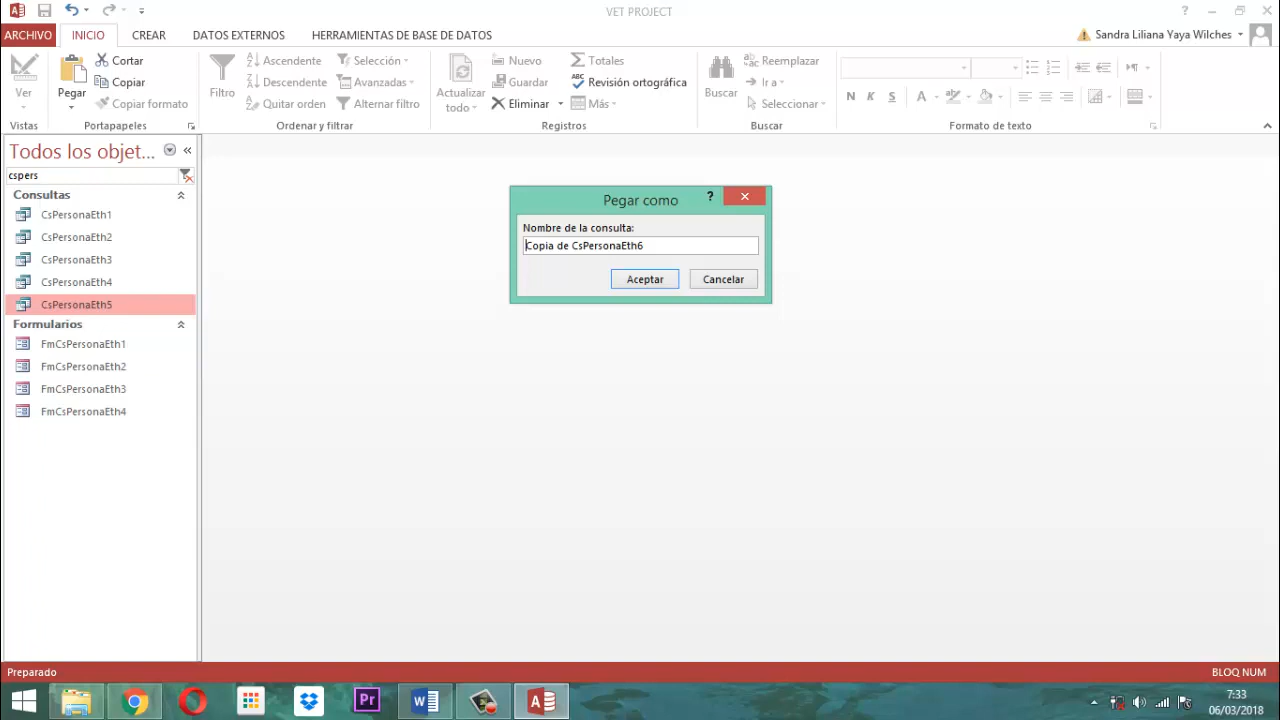 VET PROJECT
?
ARCHIVO INICIO CREAR DATOS EXTERNOS HERRAMIENTAS DE BASE DE DATOS
Sandra Liliana Yaya Wilches
Ver
Vistas
Pegar
Cortar
Copiar
Copiar formato
Portapapeles
Filtro
Ascendente
Descendente
Quitar orden
Selección
Avanzadas
Alternar filtro
Ordenar y filtrar
Actualizar
todo
Nuevo
Guardar
Eliminar
Totales
Revisión ortográfica
Más
Registros
Buscar
Reemplazar
Ir a
Seleccionar
Buscar
N K S A
Formato de texto
Todos los objet...
cspers
Consultas
CsPersonaEth1
CsPersonaEth2
CsPersonaEth3
CsPersonaEth4
CsPersonaEth5
Formularios
FmCsPersonaEth1
FmCsPersonaEth2
FmCsPersonaEth3
FmCsPersonaEth4
Pegar como
?
Nombre de la consulta:
Copia de CsPersonaEth6
Aceptar Cancelar
Preparado
BLOQ NUM
Pr
7:33
06/03/2018